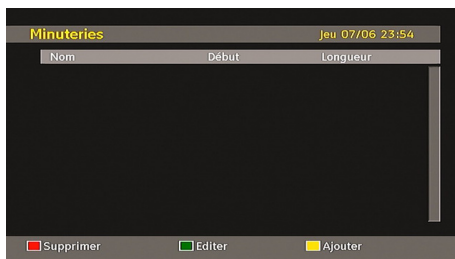 Minuteries Jeu 07/06 23:54
Nom Début Longueur
Supprimer Editer Ajouter